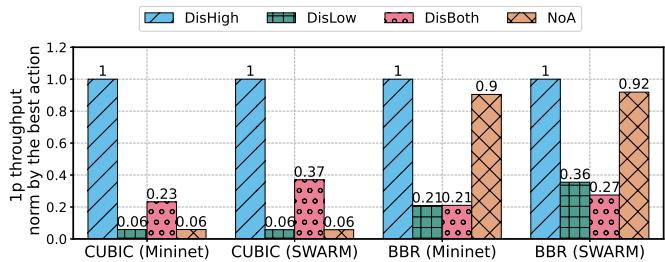 DisHigh DisLow DisBoth NoA
1p throughput
norm by the best action
1.2
1.0
0.8
0.6
0.4
0.2
0.0
1 0.06 0.23 0.06
1 0.06 0.37 0.06
1 0.21 0.21 0.9
1 0.36 0.27 0.92
CUBIC (Mininet) CUBIC (SWARM) BBR (Mininet) BBR (SWARM)